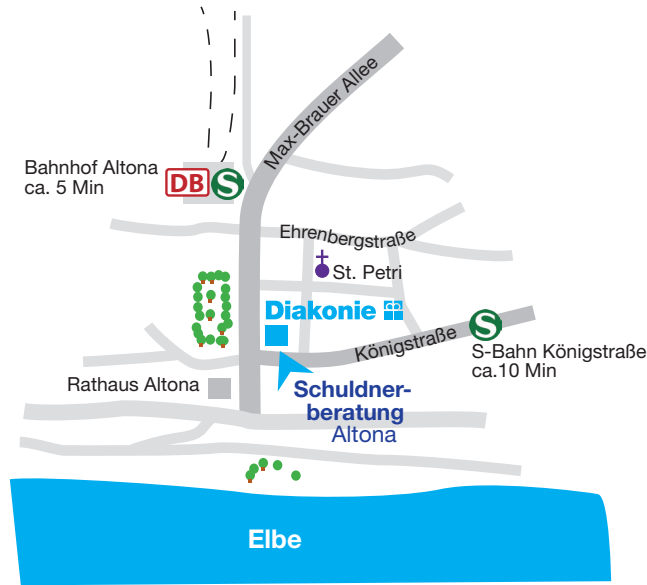 Max-Brauer Allee
Bahnhof Altona
ca. 5 Min
DB
S
Ehrenbergstraße
St. Petri
Diakonie
S
Königstraße
S-Bahn Königstraße
ca.10 Min
Rathaus Altona
Schuldner-
beratung
Altona
Elbe